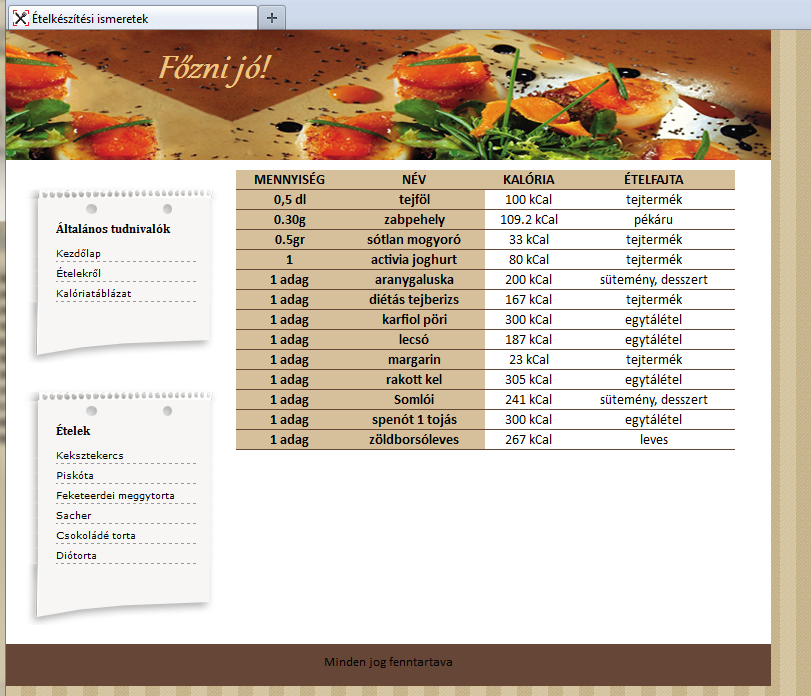 Ételkészítési ismeretek
Főzni jó!
Általános tudnivalók
Kezdőlap
Ételekről
Kalóriatáblázat
Ételek
Feketeerdei meggytorta
Keksztekercs
Piskóta
Sacher
Csokoládé torta
Diótorta
MENNYISÉG NÉV KALÓRIA ÉTELFAJTA
0,5 dl tejföl 100 kCal tejtermék
0.30g zabpehely 109.2 kCal pékáru
0.5gr sótlan mogyoró 33 kCal tejtermék
1 activia joghurt 80 kCal tejtermék
1 adag aranygaluska 200 kCal sütemény, desszert
1 adag diétás tejberizs 167 kCal tejtermék
1 adag karfiol pöri 300 kCal egytálétel
1 adag lecsó 187 kCal egytálétel
1 adag margarin 23 kCal tejtermék
1 adag rakott kel 305 kCal egytálétel
1 adag Somlói 241 kCal sütemény, desszert
1 adag spenót 1 tojás 300 kCal egytálétel
1 adag zöldborsóleves 267 kCal leves
Minden jog fenntartava